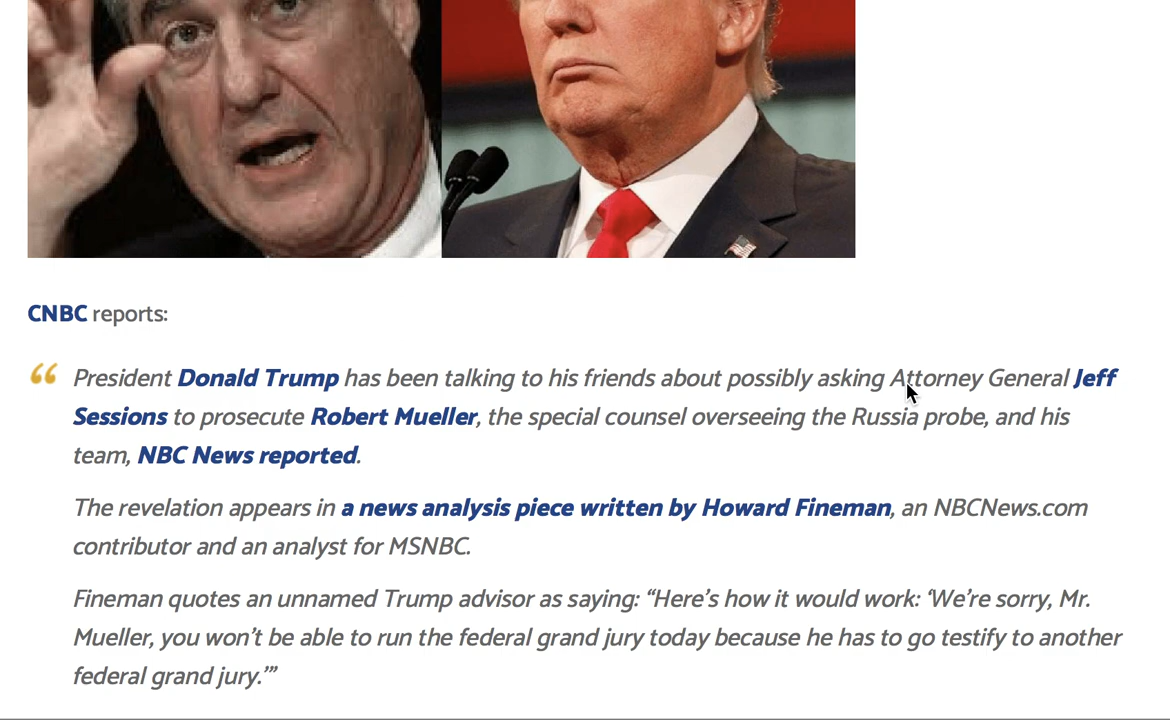 CNBC reports:
“ President Donald Trump has been talking to his friends about possibly asking Attorney General Jeff
Sessions to prosecute Robert Mueller, the special counsel overseeing the Russia probe, and his
team, NBC News reported.
The revelation appears in a news analysis piece written by Howard Fineman, an NBCNews.com
contributor and an analyst for MSNBC.
Fineman quotes an unnamed Trump advisor as saying: “Here’s how it would work: ‘We’re sorry, Mr.
Mueller, you won’t be able to run the federal grand jury today because he has to go testify to another
federal grand jury.’”